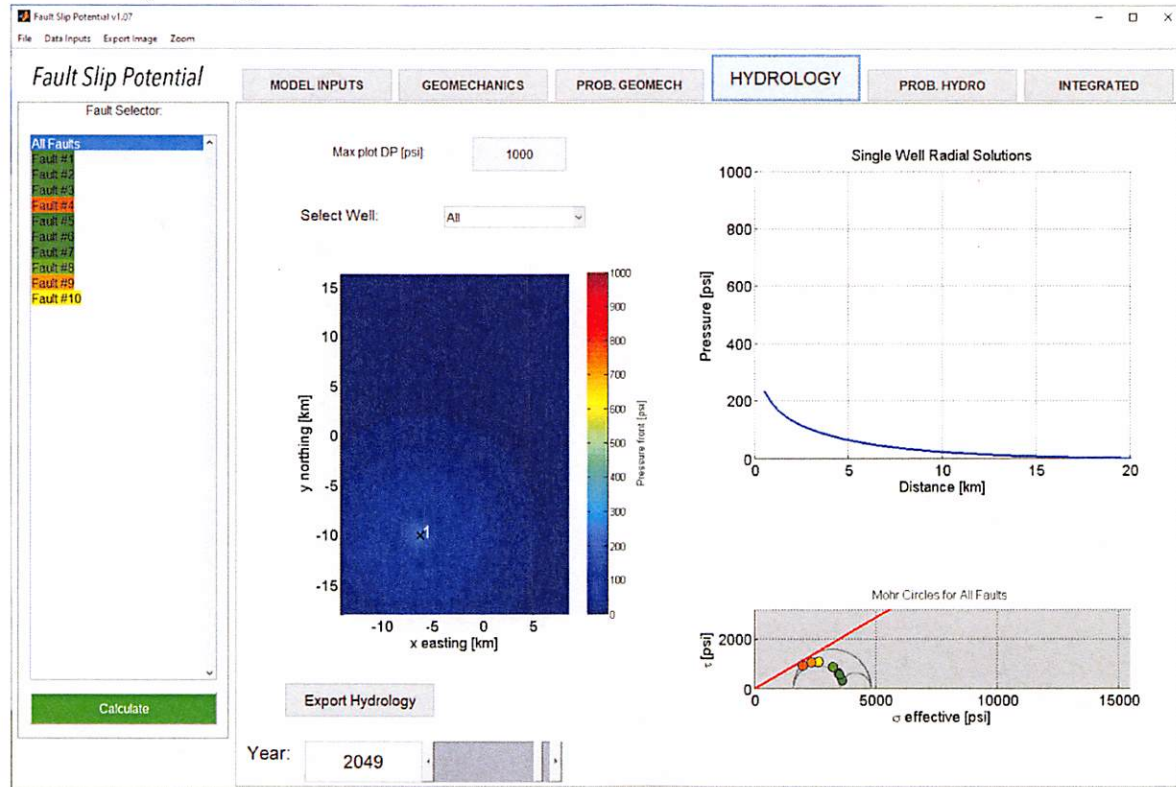 Fault Slip Potential v1.07
File Data Inputs Export Image Zoom
Fault Slip Potential
MODEL INPUTS
GEOMECHANICS
PROB. GEOMECH
HYDROLOGY
PROB. HYDRO
INTEGRATED
Fault Selector:
All Faults
Fault #1
Fault #2
Fault #3
Fault #4
Fault #5
Fault #6
Fault #7
Fault #8
Fault #9
Fault #10
Calculate
Max plot DP [psi]
1000
Select Well:
All
15
10
5
0
-5
-10
-15
y northing [km]
1
-10
-5
0
5
x easting [km]
1000
900
800
700
600
500
400
300
200
100
0
Pressure front [psi]
Export Hydrology
Year:
2049
Single Well Radial Solutions
1000
800
600
400
200
0
Pressure [psi]
0
5
10
15
20
Distance [km]
Mohr Circles for All Faults
2000
0
τ [psi]
0
5000
10000
15000
σ effective [psi]